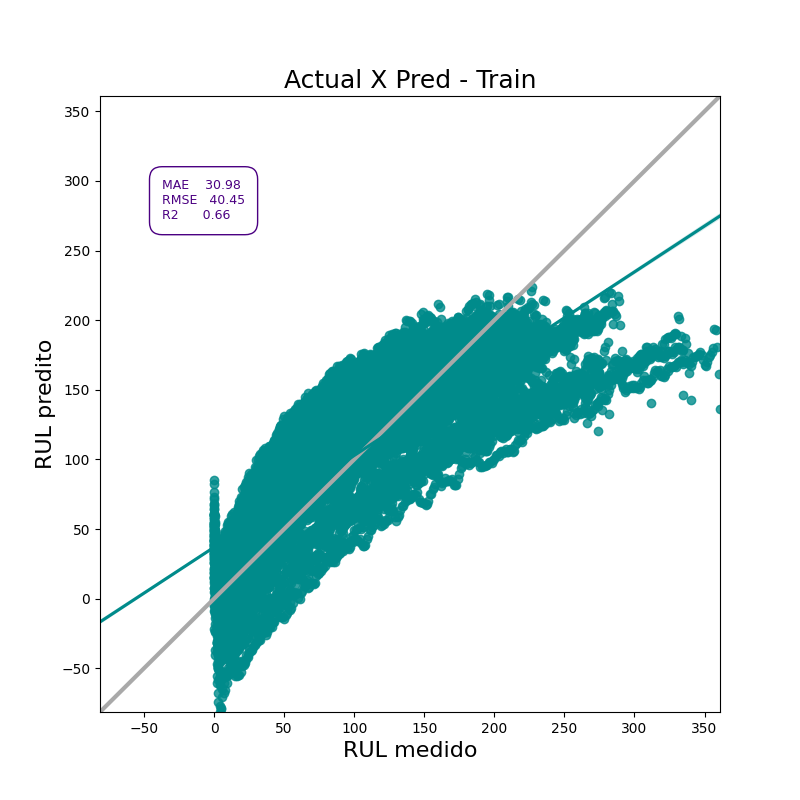 Actual X Pred - Train
350
300
250
200
150
100
50
0
−50
MAE 30.98
RMSE 40.45
R2 0.66
RUL predito
−50 0 50 100 150 200 250 300 350
RUL medido